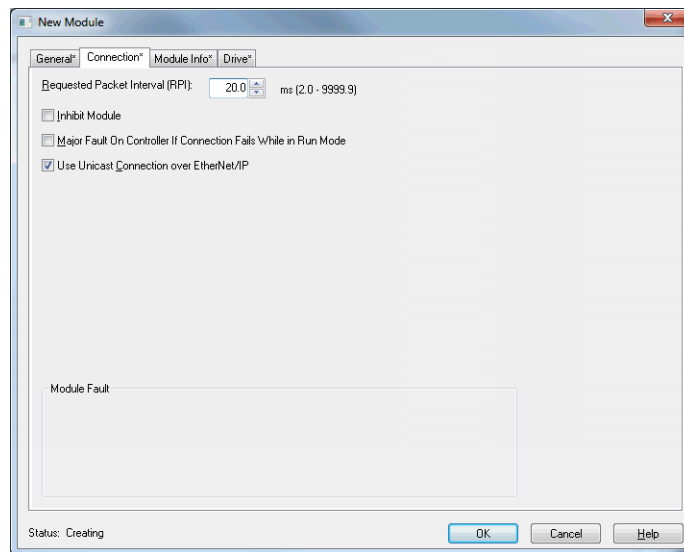 New Module
General* Connection* Module Info* Drive*
Requested Packet Interval (RPI): 20.0 ms (2.0 - 9999.9)
Inhibit Module
Major Fault On Controller If Connection Fails While in Run Mode
Use Unicast Connection over EtherNet/IP
Module Fault
Status: Creating OK Cancel Help